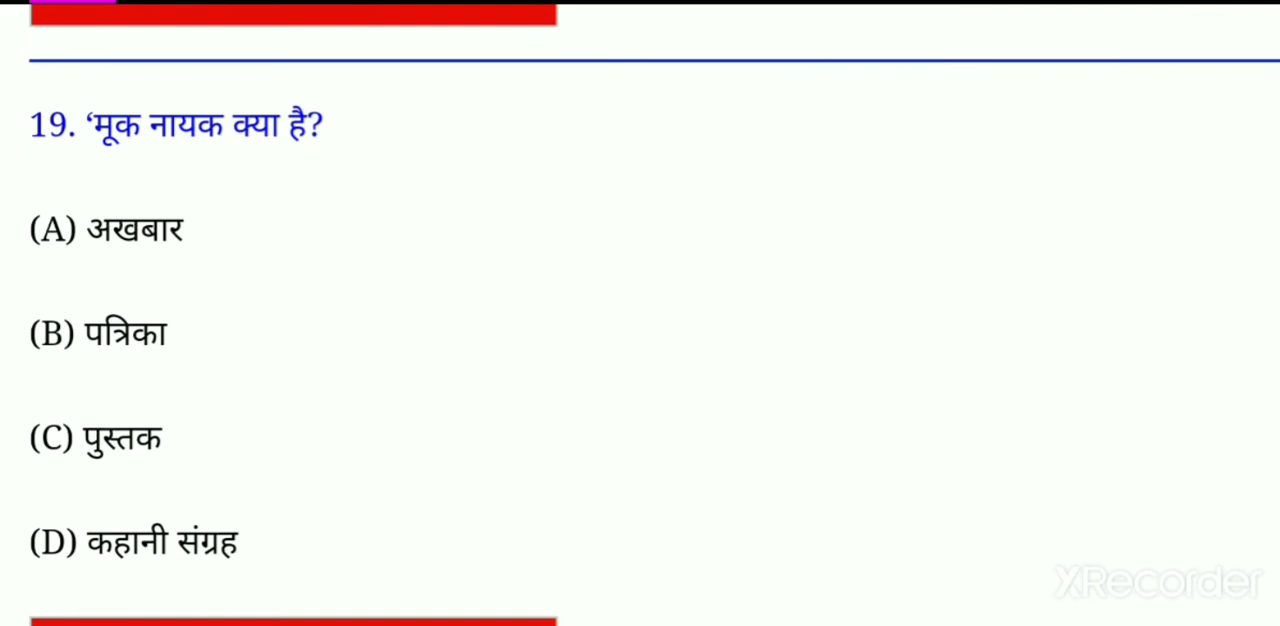 19. ‘मूक नायक क्या है?
(A) अखबार
(B) पत्रिका
(C) पुस्तक
(D) कहानी संग्रह
XRecorder